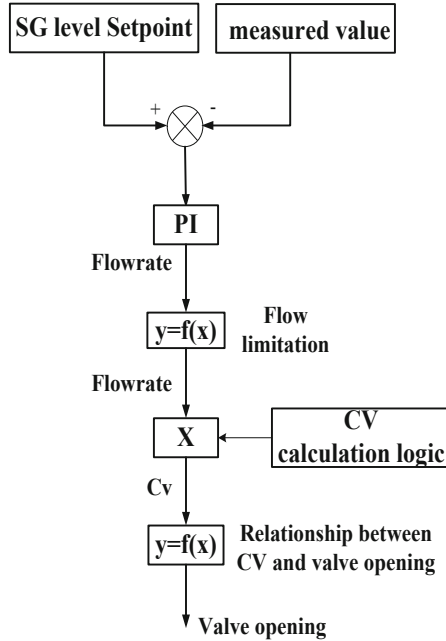 SG level Setpoint
measured value
+
-
PI
Flowrate
y=f(x)
Flow
limitation
Flowrate
X
CV
calculation logic
Cv
y=f(x)
Relationship between
CV and valve opening
Valve opening